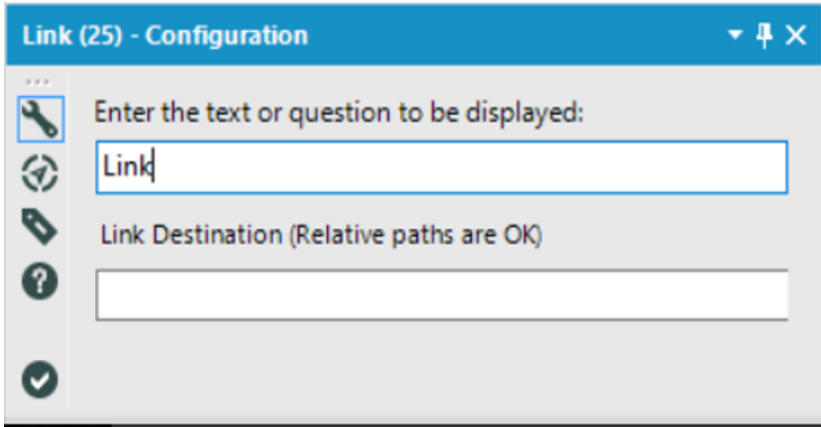 Link (25) - Configuration
Enter the text or question to be displayed:
Link
Link Destination (Relative paths are OK)